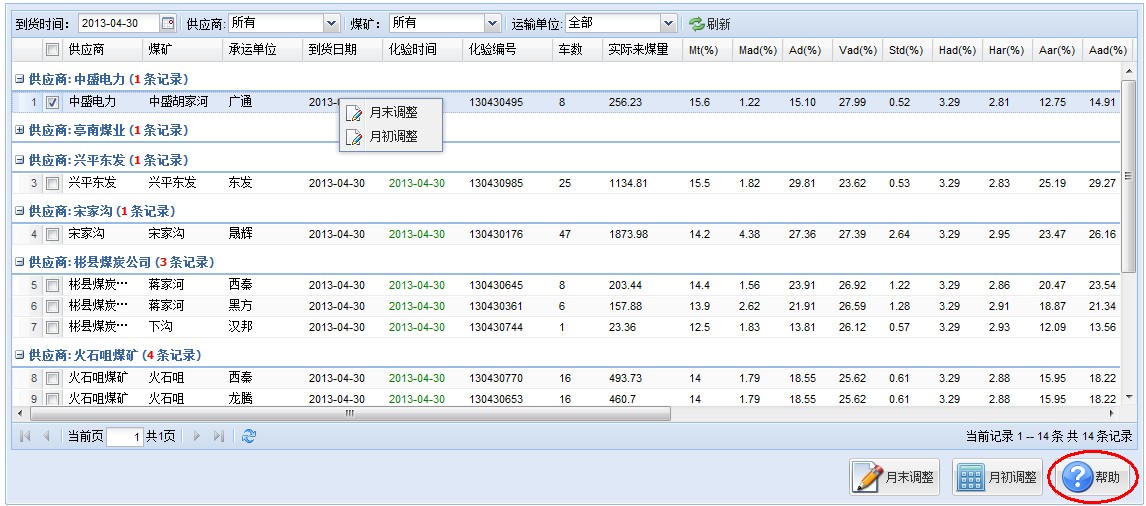 到货时间： 2013-04-30 供应商: 所有 煤矿: 所有 运输单位: 全部 刷新
供应商 煤矿 承运单位 到货日期 化验时间 化验编号 车数 实际来煤量 Mt(%) Mad(%) Ad(%) Vad(%) Std(%) Had(%) Har(%) Aar(%) Aad(%)
供应商: 中盛电力 (1 条记录)
1 中盛电力 中盛胡家河 广通 2013- 130430495 8 256.23 15.6 1.22 15.10 27.99 0.52 3.29 2.81 12.75 14.91
月末调整
月初调整
供应商: 亭南煤业 (1 条记录)
供应商: 兴平东发 (1 条记录)
3 兴平东发 兴平东发 东发 2013-04-30 2013-04-30 130430985 25 1134.81 15.5 1.82 29.81 23.62 0.53 3.29 2.83 25.19 29.27
供应商: 宋家沟 (1 条记录)
4 宋家沟 宋家沟 晟辉 2013-04-30 2013-04-30 130430176 47 1873.98 14.2 4.38 27.36 27.39 2.64 3.29 2.95 23.47 26.16
供应商: 彬县煤炭公司 (3 条记录)
5 彬县煤炭… 蒋家河 西秦 2013-04-30 2013-04-30 130430645 8 203.44 14.4 1.56 23.91 26.92 1.22 3.29 2.86 20.47 23.54
6 彬县煤炭… 蒋家河 黑方 2013-04-30 2013-04-30 130430361 6 157.88 13.9 2.62 21.91 26.59 1.28 3.29 2.91 18.87 21.34
7 彬县煤炭… 下沟 汉邦 2013-04-30 2013-04-30 130430744 1 23.36 12.5 1.83 13.81 26.12 0.57 3.29 2.93 12.09 13.56
供应商: 火石咀煤矿 (4 条记录)
8 火石咀煤矿 火石咀 西秦 2013-04-30 2013-04-30 130430770 16 493.73 14 1.79 18.55 25.62 0.61 3.29 2.88 15.95 18.22
9 火石咀煤矿 火石咀 龙腾 2013-04-30 2013-04-30 130430653 16 460.7 14 1.79 18.55 25.62 0.61 3.29 2.88 15.95 18.22
当前页 1 共1页 当前记录 1 -- 14 条 共 14 条记录
月末调整 月初调整 帮助